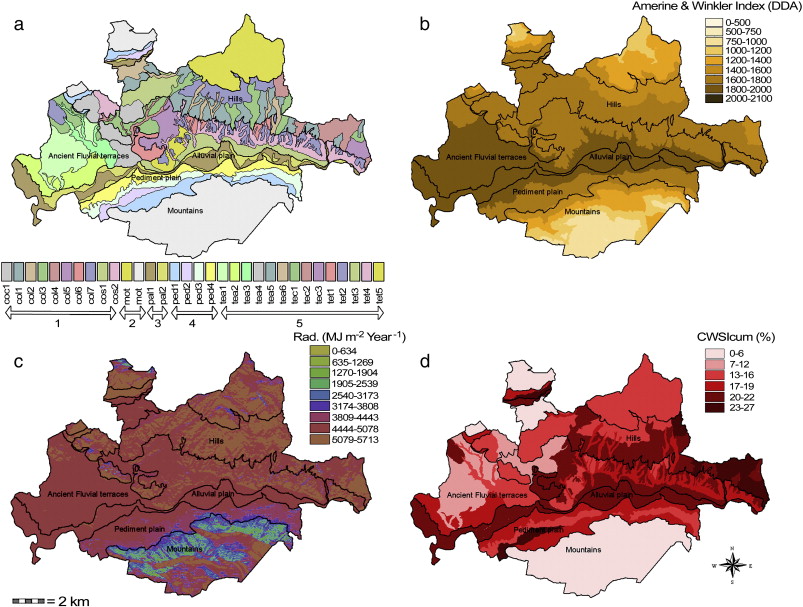 a
Hills
Ancient Fluvial terraces
Alluvial plain
Pediment plain
Mountains
coc1 col1 col2 col3 col4 col5 col6 col7 cos1 cos2 mot mot pal1 pal2 ped1 ped2 ped3 ped4 tea1 tea2 tea3 tea4 tea5 tea6 tec1 tec2 tec3 tet1 tet2 tet3 tet4 tet5
1 2 3 4 5
b
Amerine & Winkler Index (DDA)
0-500
500-750
750-1000
1000-1200
1200-1400
1400-1600
1600-1800
1800-2000
2000-2100
Hills
Ancient Fluvial terraces
Alluvial plain
Pediment plain
Mountains
c
Rad. (MJ m-2 Year-1)
0-634
635-1269
1270-1904
1905-2539
2540-3173
3174-3808
3809-4443
4444-5078
5079-5713
Hills
Ancient Fluvial terraces
Alluvial plain
Pediment plain
Mountains
= 2 km
d
CWSIcum (%)
0-6
7-12
13-16
17-19
20-22
23-27
Hills
Ancient Fluvial terraces
Alluvial plain
Pediment plain
Mountains
N
W E
S